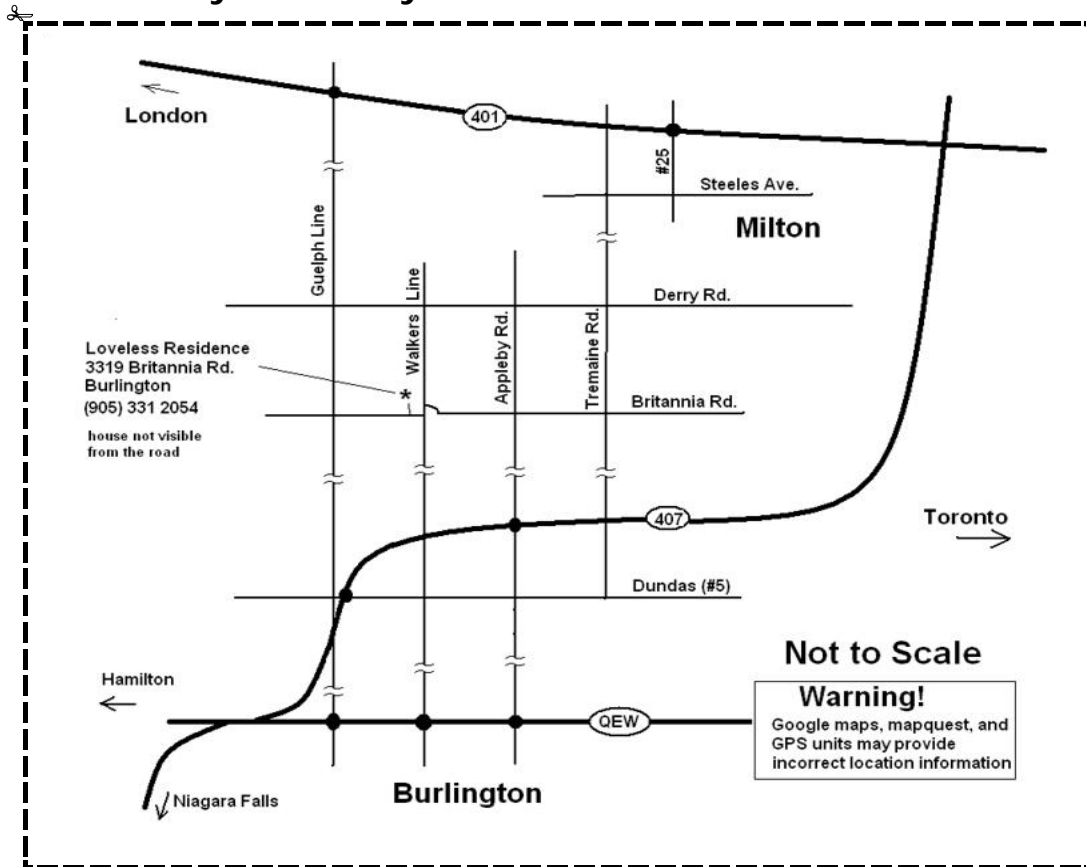 London
401
#25
Steeles Ave.
Milton
Guelph Line
Walkers Line
Derry Rd.
Appleby Rd.
Tremaine Rd.
Loveless Residence
3319 Britannia Rd.
Burlington
(905) 331 2054
house not visible
from the road
*
Britannia Rd.
407
Toronto
Dundas (#5)
Not to Scale
Hamilton
Warning!
Google maps, mapquest, and
GPS units may provide
incorrect location information
QEW
Niagara Falls
Burlington